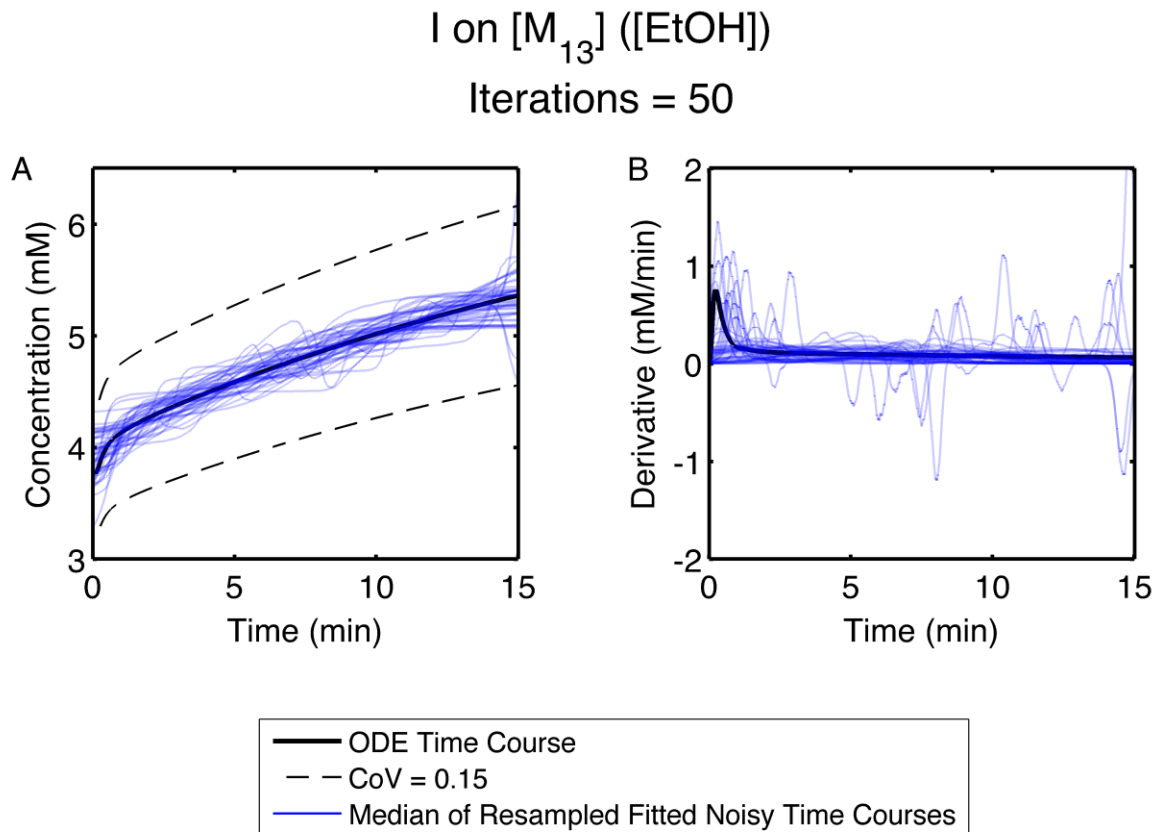 I on [M13] ([EtOH])
Iterations = 50
A
Concentration (mM)
6
5
4
3
0 5 10 15
Time (min)
B
Derivative (mM/min)
2
1
0
-1
-2
0 5 10 15
Time (min)
ODE Time Course
CoV = 0.15
Median of Resampled Fitted Noisy Time Courses